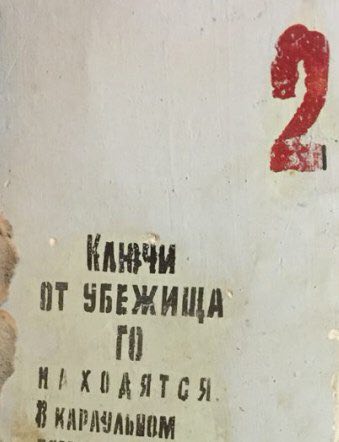 2
Ключи
от убежища
ГО
находятся
в караульном